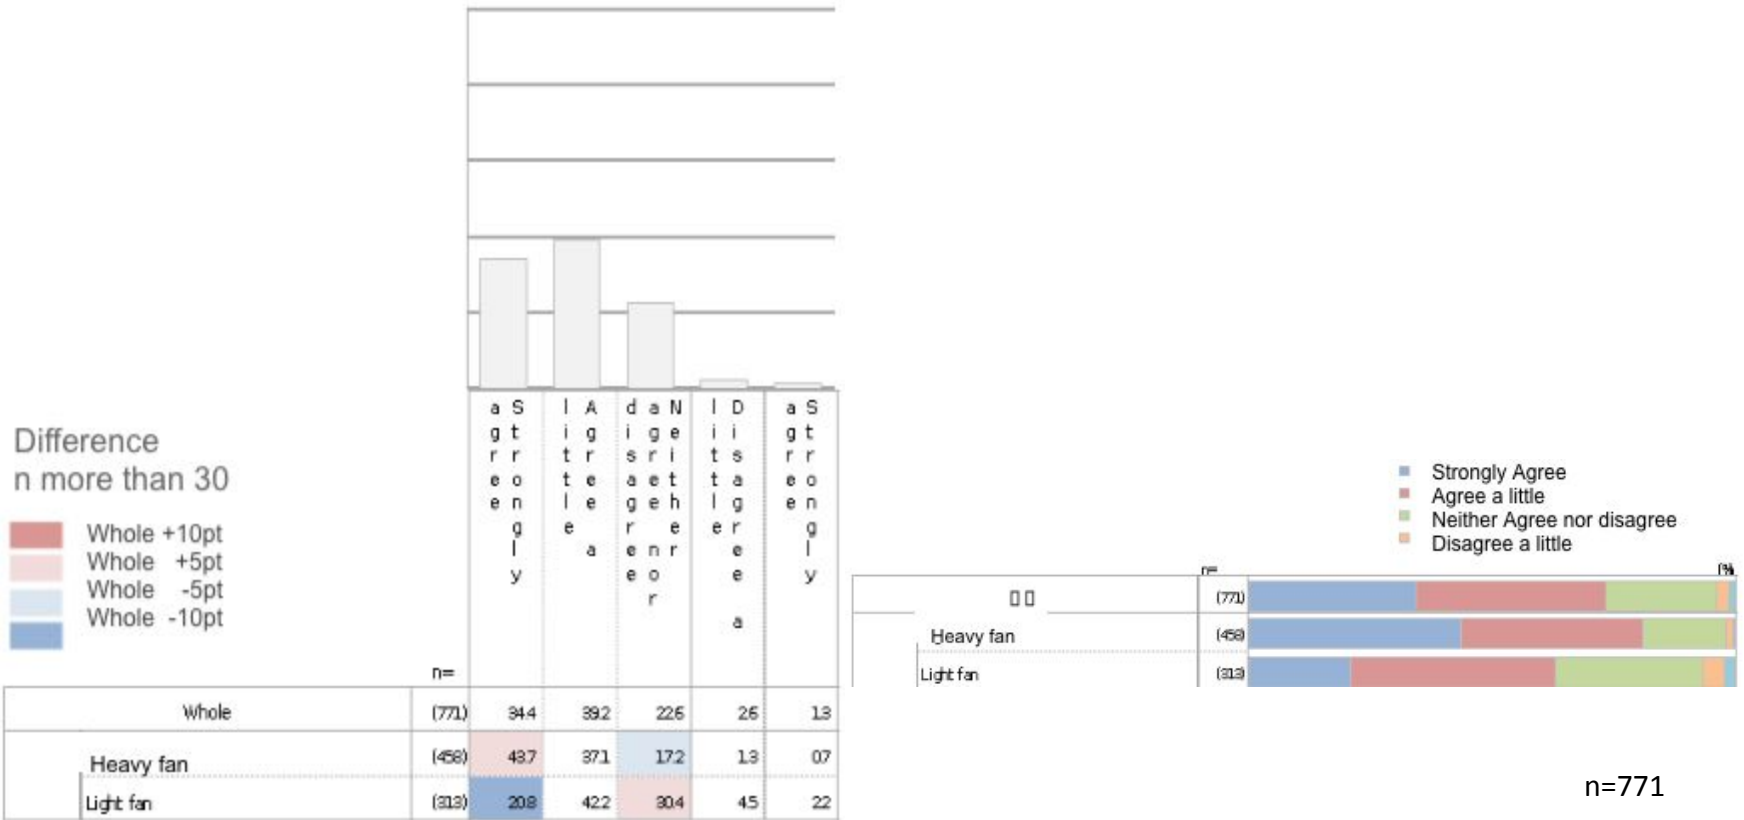 Strongly agree
Agree a little
Neither agree nor disagree
Disagree a little
Strongly agree
Difference
n more than 30
Whole +10pt
Whole +5pt
Whole -5pt
Whole -10pt
n=
Whole (771) 34.4 39.2 22.6 2.6 1.3
Heavy fan (458) 43.7 37.1 17.2 1.3 0.7
Light fan (313) 20.8 42.2 30.4 4.5 2.2
Strongly Agree
Agree a little
Neither Agree nor disagree
Disagree a little
n= (%
(771)
Heavy fan (458)
Light fan (313)
n=771